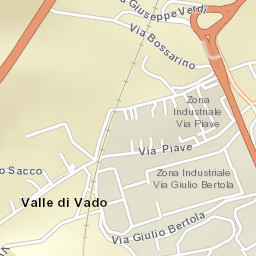 a Giuseppe Verdi
Via Bossarino
Zona
Industriale
Via Piave
Via Piave
o Sacco
Zona Industriale
Via Giulio Bertola
Valle di Vado
Via Giulio Bertola